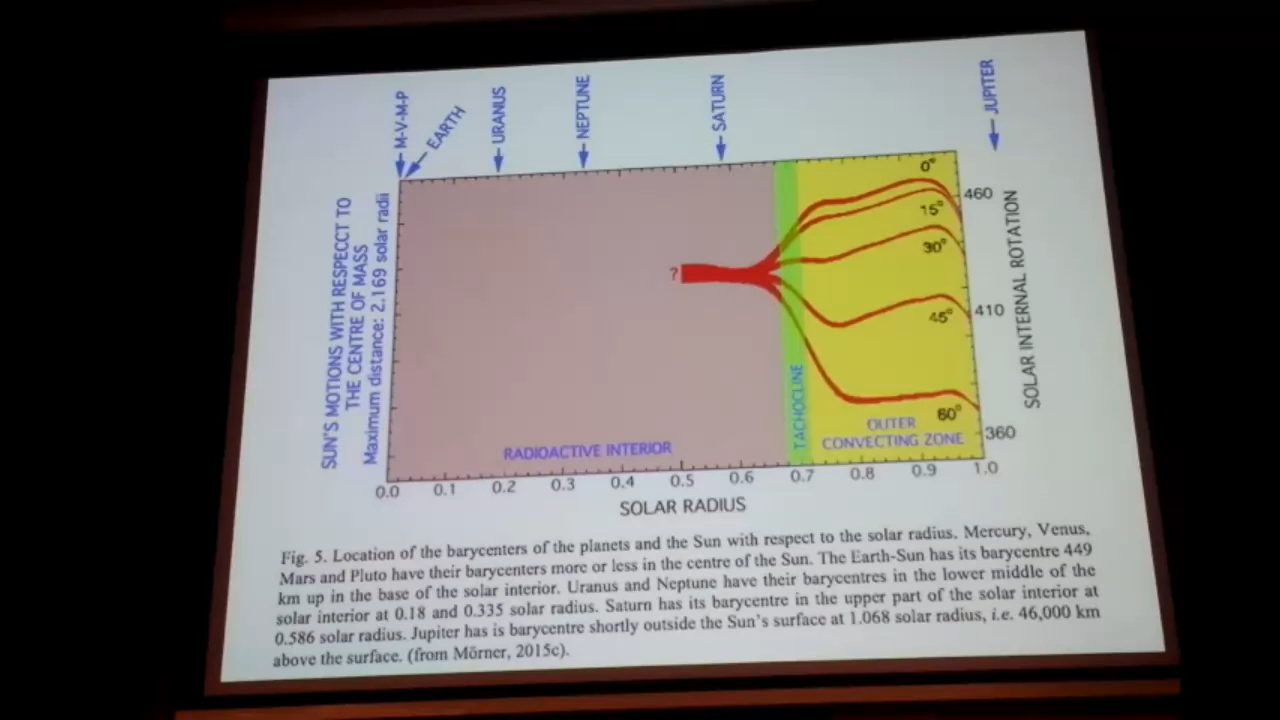 M-V-M-P
EARTH
URANUS
NEPTUNE
SATURN
JUPITER
SUN'S MOTIONS WITH RESPECCT TO
THE CENTRE OF MASS
Maximum distance: 2.169 solar radii
?
0°
15°
30°
45°
60°
460
410
360
SOLAR INTERNAL ROTATION
TACHOCLINE
RADIOACTIVE INTERIOR
OUTER
CONVECTING ZONE
0.0 0.1 0.2 0.3 0.4 0.5 0.6 0.7 0.8 0.9 1.0
SOLAR RADIUS
Fig. 5. Location of the barycenters of the planets and the Sun with respect to the solar radius. Mercury, Venus,
Mars and Pluto have their barycenters more or less in the centre of the Sun. The Earth-Sun has its barycentre 449
km up in the base of the solar interior. Uranus and Neptune have their barycentres in the lower middle of the
solar interior at 0.18 and 0.335 solar radius. Saturn has its barycentre in the upper part of the solar interior at
0.586 solar radius. Jupiter has is barycentre shortly outside the Sun's surface at 1.068 solar radius, i.e. 46,000 km
above the surface. (from Mörner, 2015c).